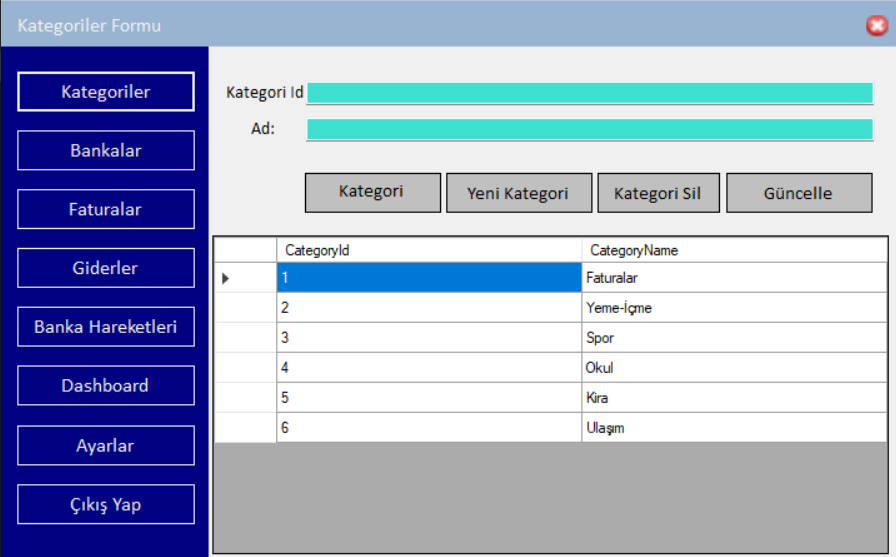 Kategoriler Formu
Kategoriler
Bankalar
Faturalar
Giderler
Banka Hareketleri
Dashboard
Ayarlar
Çıkış Yap
Kategori Id
Ad:
Kategori Yeni Kategori Kategori Sil Güncelle
CategoryId CategoryName
1 Faturalar
2 Yeme-İçme
3 Spor
4 Okul
5 Kira
6 Ulaşım